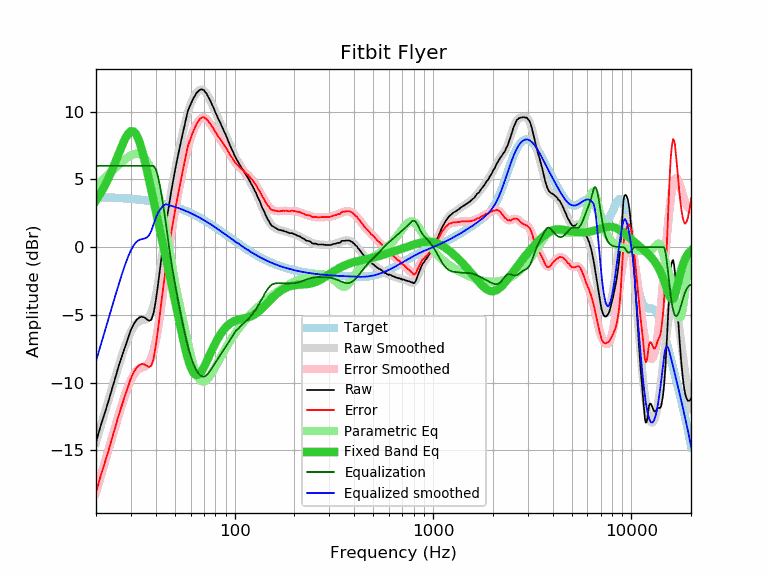 Fitbit Flyer
10
5
0
−5
−10
−15
Amplitude (dBr)
Target
Raw Smoothed
Error Smoothed
Raw
Error
Parametric Eq
Fixed Band Eq
Equalization
Equalized smoothed
100
1000
10000
Frequency (Hz)